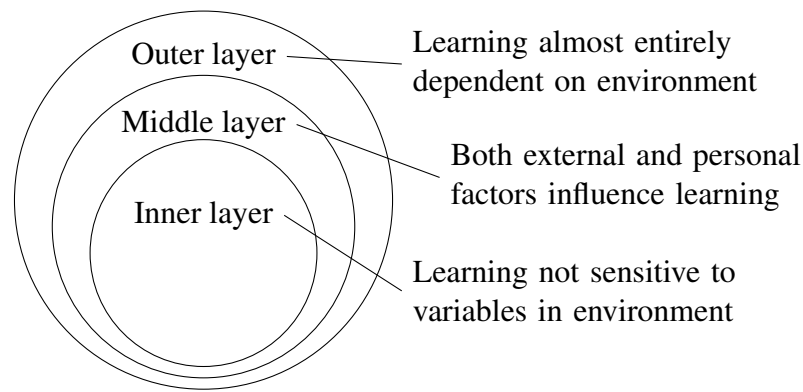 Outer layer
Learning almost entirely
dependent on environment
Middle layer
Both external and personal
factors influence learning
Inner layer
Learning not sensitive to
variables in environment